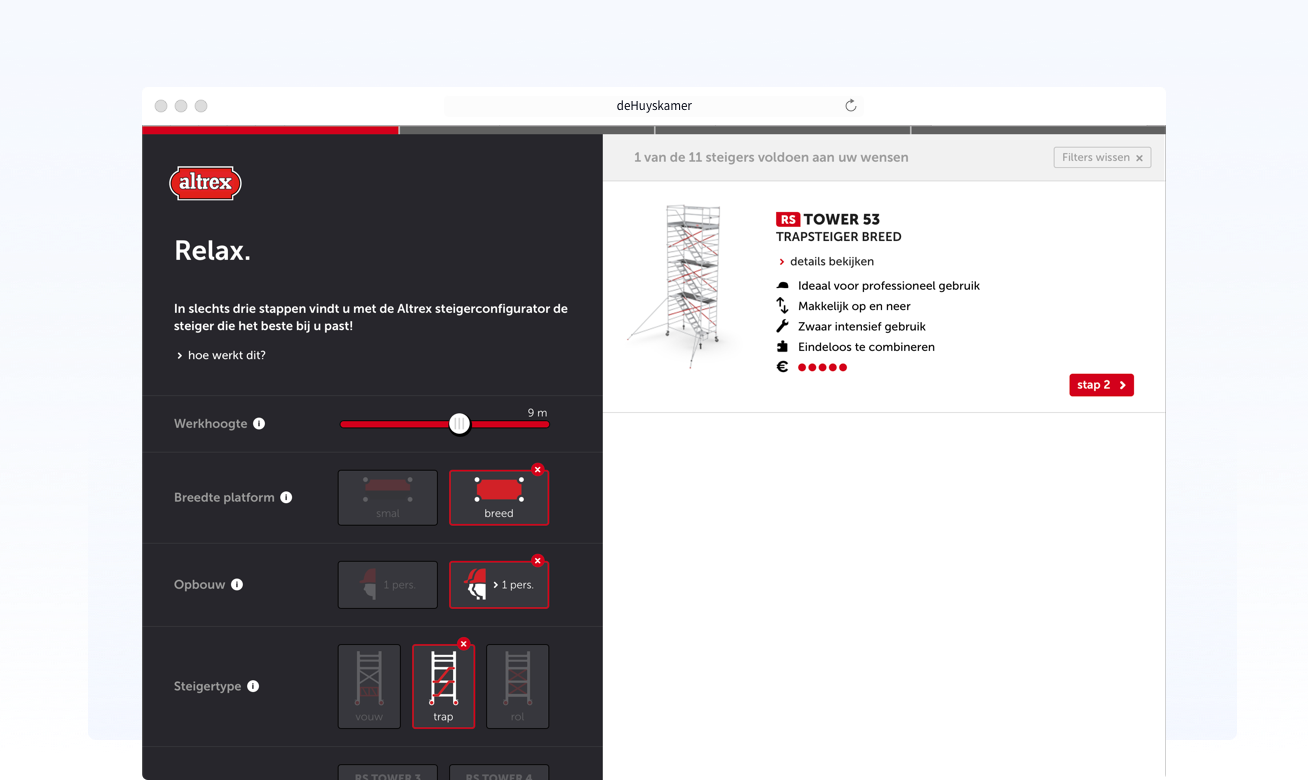 deHuyskamer
altrex
Relax.
In slechts drie stappen vindt u met de Altrex steigerconfigurator de
steiger die het beste bij u past!
hoe werkt dit?
Werkhoogte i
9 m
Breedte platform i
smal
breed
Opbouw i
1 pers.
> 1 pers.
Steigertype i
vouw
trap
rol
RS TOWER 3
RS TOWER 4
1 van de 11 steigers voldoen aan uw wensen
Filters wissen ×
RS TOWER 53
TRAPSTEIGER BREED
details bekijken
Ideaal voor professioneel gebruik
Makkelijk op en neer
Zwaar intensief gebruik
Eindeloos te combineren
€
stap 2